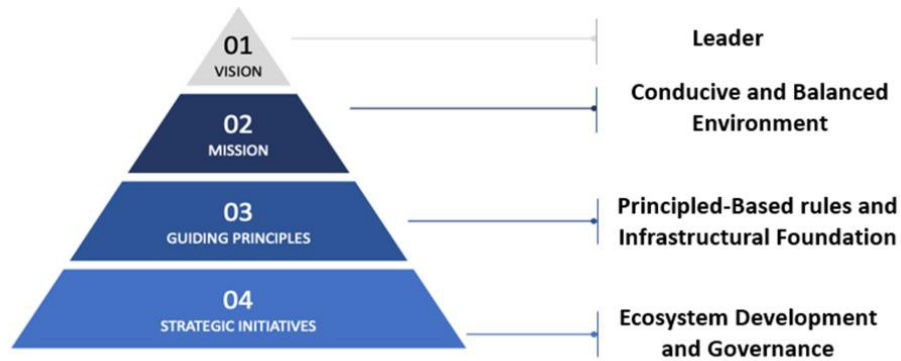 01
VISION
Leader
02
MISSION
Conducive and Balanced
Environment
03
GUIDING PRINCIPLES
Principled-Based rules and
Infrastructural Foundation
04
STRATEGIC INITIATIVES
Ecosystem Development
and Governance